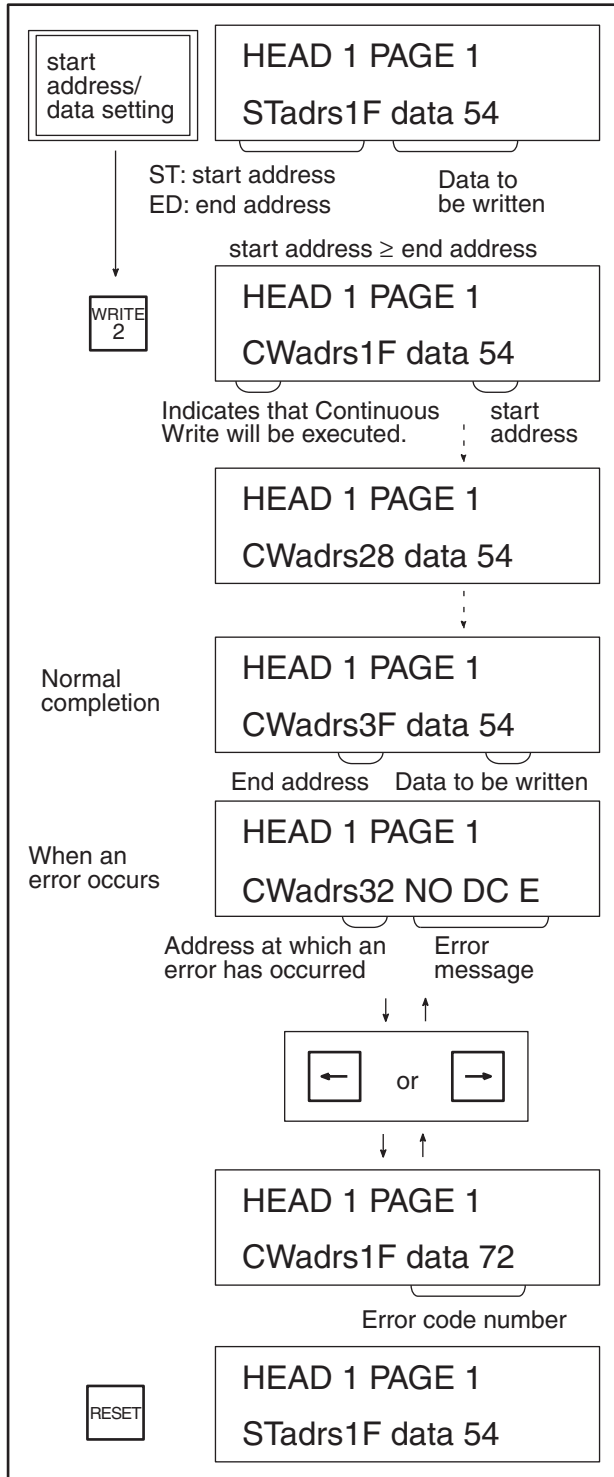 start
address/
data setting
HEAD 1 PAGE 1
STadrs1F data 54
ST: start address
ED: end address
Data to
be written
start address ≥ end address
WRITE
2
HEAD 1 PAGE 1
CWadrs1F data 54
Indicates that Continuous
Write will be executed.
start
address
HEAD 1 PAGE 1
CWadrs28 data 54
Normal
completion
HEAD 1 PAGE 1
CWadrs3F data 54
End address
Data to be written
When an
error occurs
HEAD 1 PAGE 1
CWadrs32 NO DC E
Address at which an
error has occurred
Error
message
← or →
HEAD 1 PAGE 1
CWadrs1F data 72
Error code number
RESET
HEAD 1 PAGE 1
STadrs1F data 54